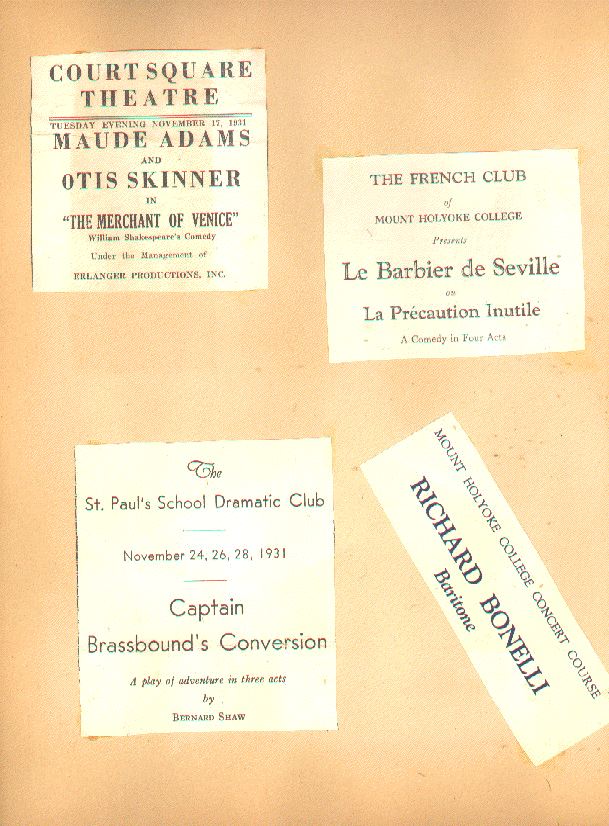 COURT SQUARE
THEATRE
TUESDAY EVENING NOVEMBER 17, 1931
MAUDE ADAMS
AND
OTIS SKINNER
IN
"THE MERCHANT OF VENICE"
William Shakespeare's Comedy
Under the Management of
ERLANGER PRODUCTIONS, INC.
THE FRENCH CLUB
of
MOUNT HOLYOKE COLLEGE
Presents
Le Barbier de Seville
ou
La Précaution Inutile
A Comedy in Four Acts
The
St. Paul's School Dramatic Club
November 24, 26, 28, 1931
Captain
Brassbound's Conversion
A play of adventure in three acts
by
BERNARD SHAW
MOUNT HOLYOKE COLLEGE CONCERT COURSE
RICHARD BONELLI
Baritone